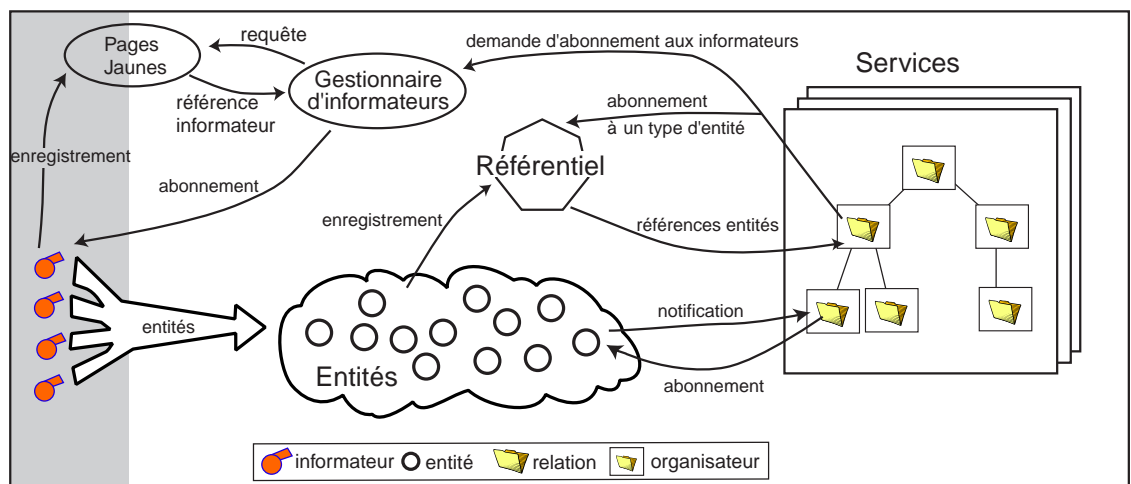 Pages
Jaunes
requête
demande d'abonnement aux informateurs
Services
Gestionnaire
d'informateurs
référence
informateur
abonnement
à un type d'entité
enregistrement
Référentiel
abonnement
enregistrement
références entités
entités
notification
Entités
abonnement
informateur
entité
relation
organisateur